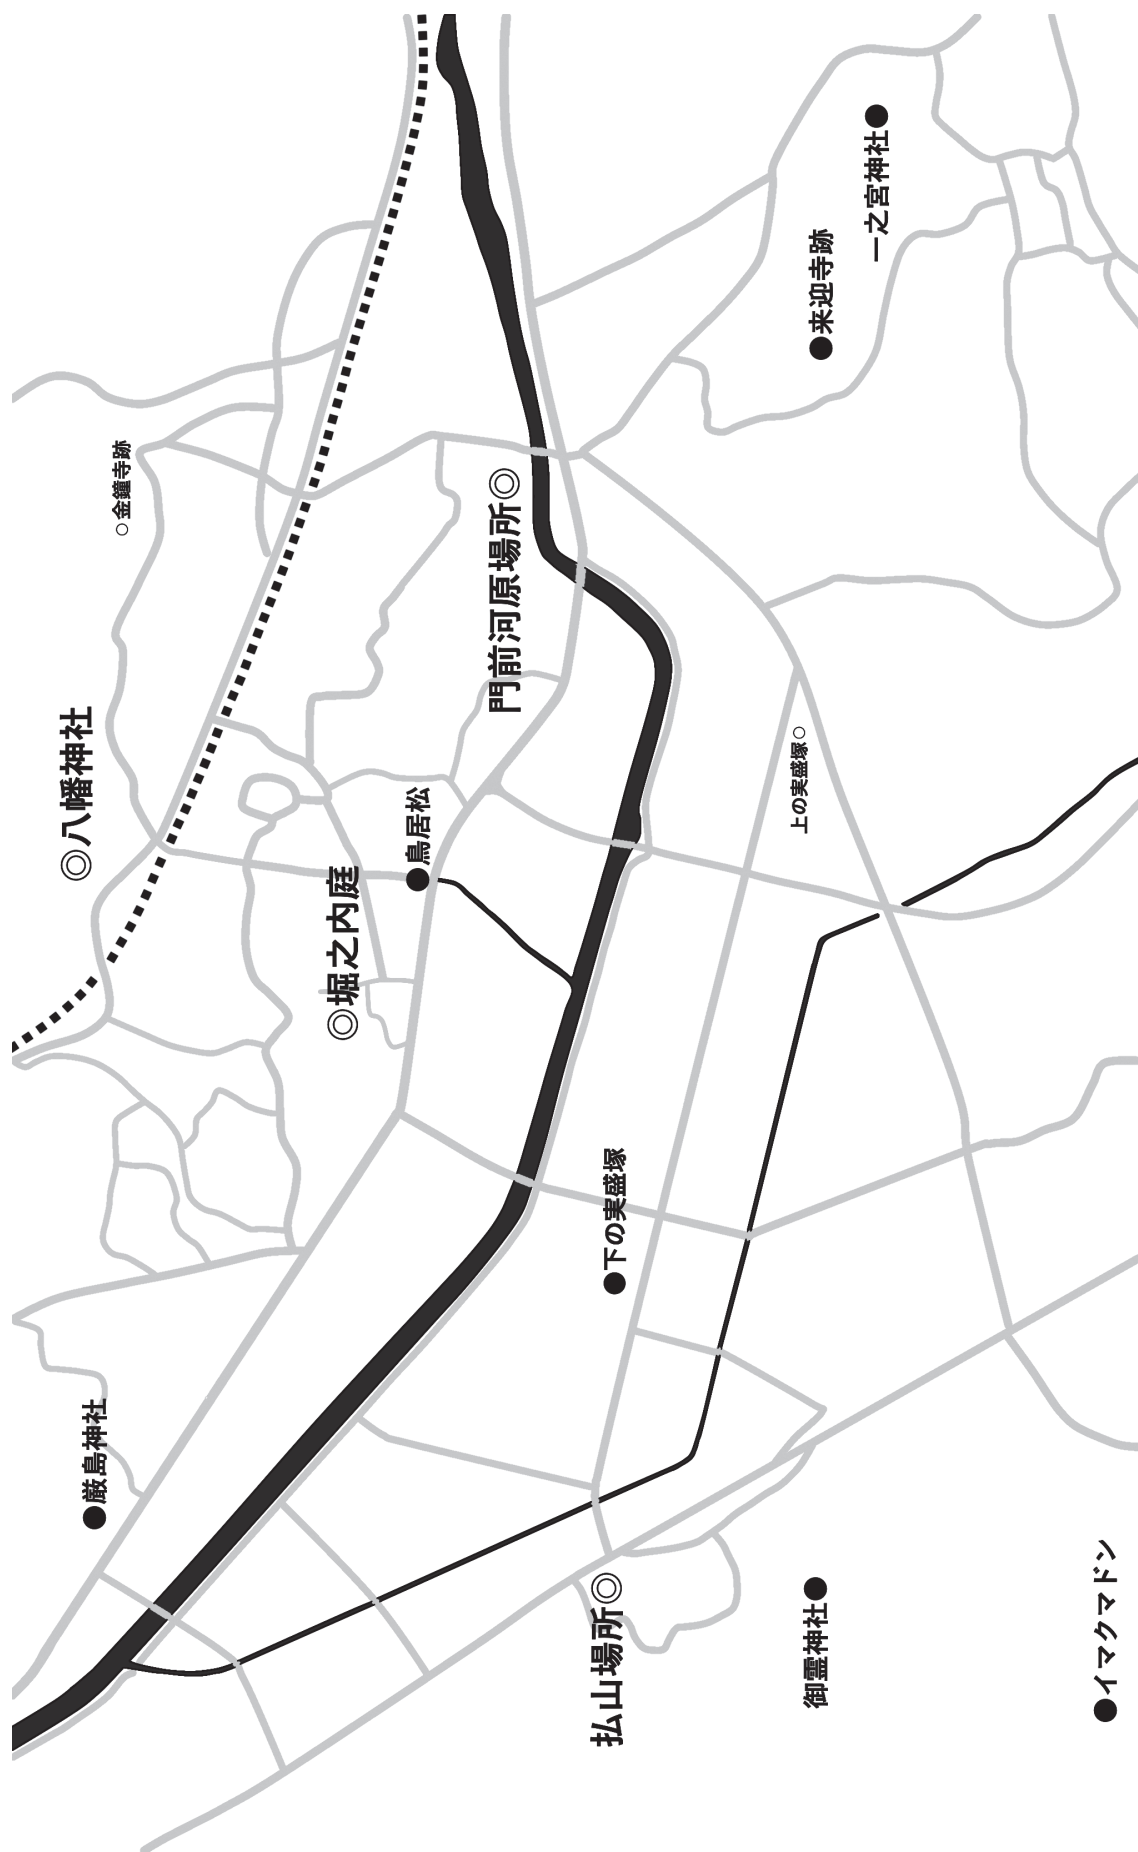 一之宮神社●
●来迎寺跡
○金鐘寺跡
門前河原場所◎
◎八幡神社
上の実盛塚○
●鳥居松
◎堀之内庭
●下の実盛塚
●厳島神社
払山場所◎
御霊神社●
●イマクマドン